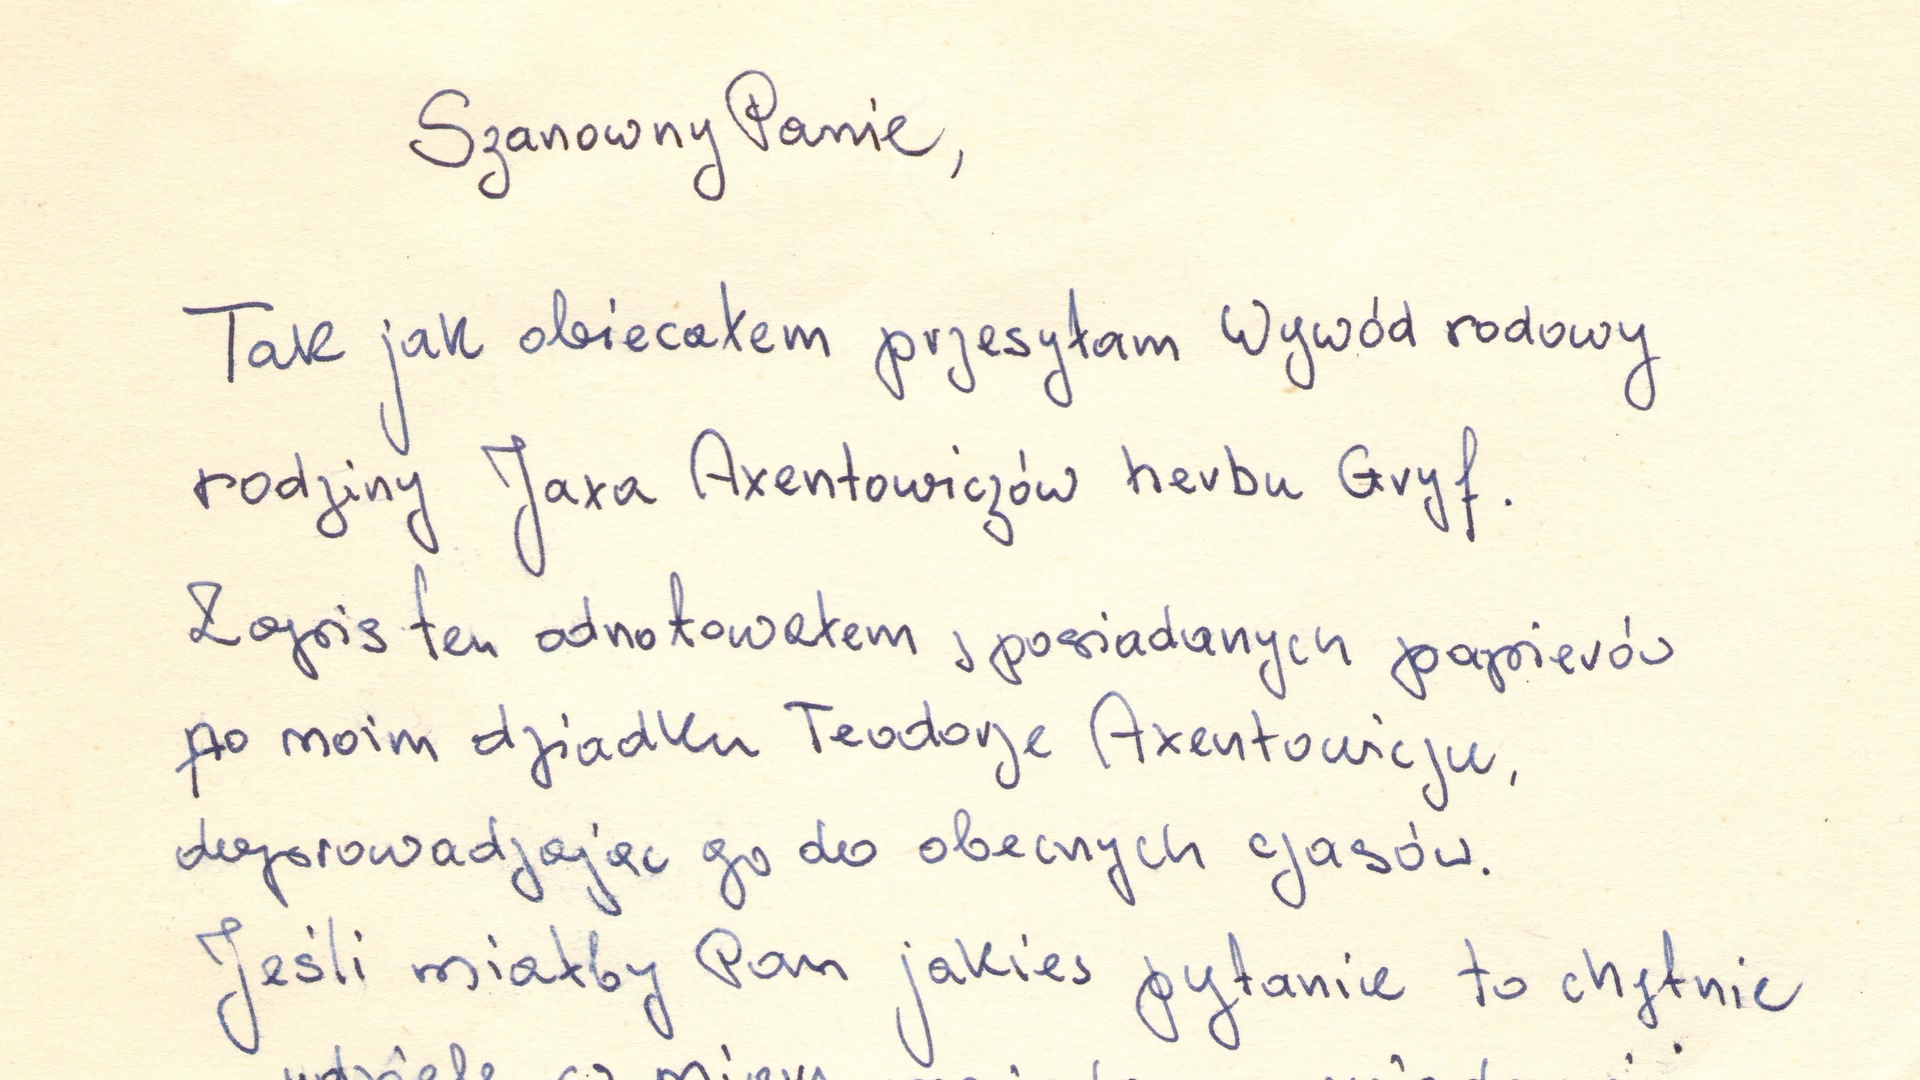 Szanowny Panie,
Tak jak obiecałem przesyłam Wywód rodowy
rodziny Jaxa Axentowiczów herbu Gryf.
Zapis ten odnotowałem z posiadanych papierów
po moim dziadku Teodorze Axentowiczu,
doprowadzając go do obecnych czasów.
Jeśli miałby Pan jakies pytanie to chętnie